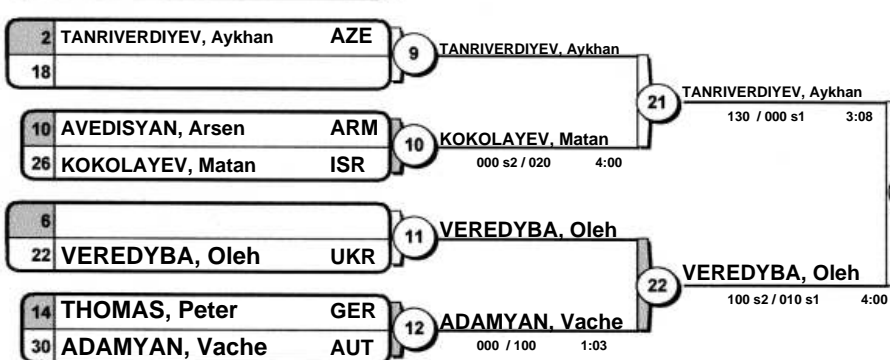 2 TANRIVERDIYEV, Aykhan AZE
18
9 TANRIVERDIYEV, Aykhan
21 TANRIVERDIYEV, Aykhan
130 / 000 s1 3:08
10 AVEDISYAN, Arsen ARM
26 KOKOLAYEV, Matan ISR
10 KOKOLAYEV, Matan
000 s2 / 020 4:00
6
22 VEREDYBA, Oleh UKR
11 VEREDYBA, Oleh
22 VEREDYBA, Oleh
100 s2 / 010 s1 4:00
14 THOMAS, Peter GER
30 ADAMYAN, Vache AUT
12 ADAMYAN, Vache
000 / 100 1:03